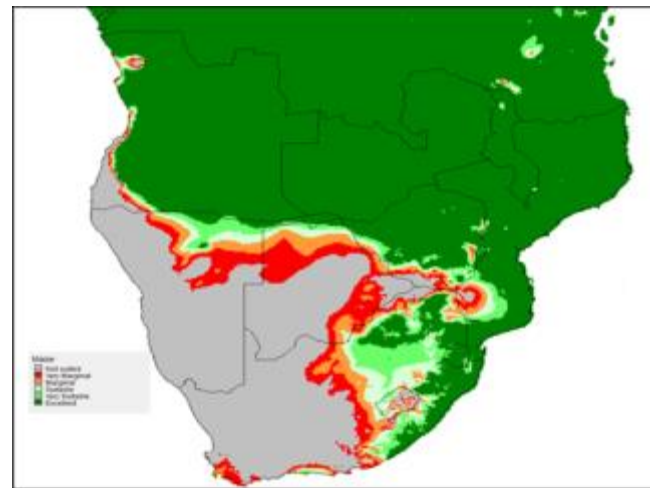 Maize
Not suited
Very Marginal
Marginal
Suitable
Very Suitable
Excellent